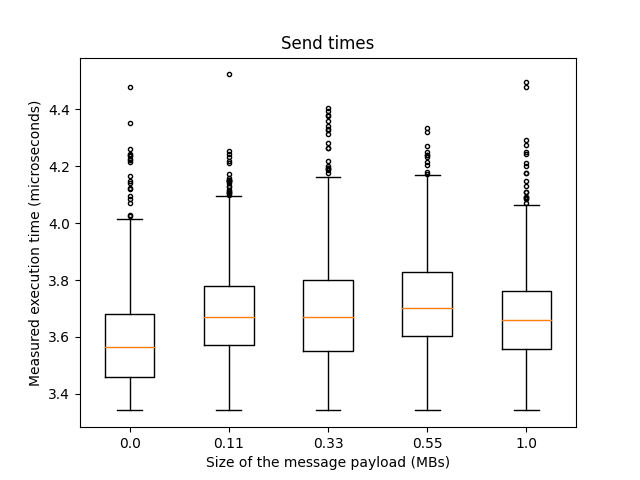 Send times
Measured execution time (microseconds)
4.4
4.2
4.0
3.8
3.6
3.4
0.0 0.11 0.33 0.55 1.0
Size of the message payload (MBs)